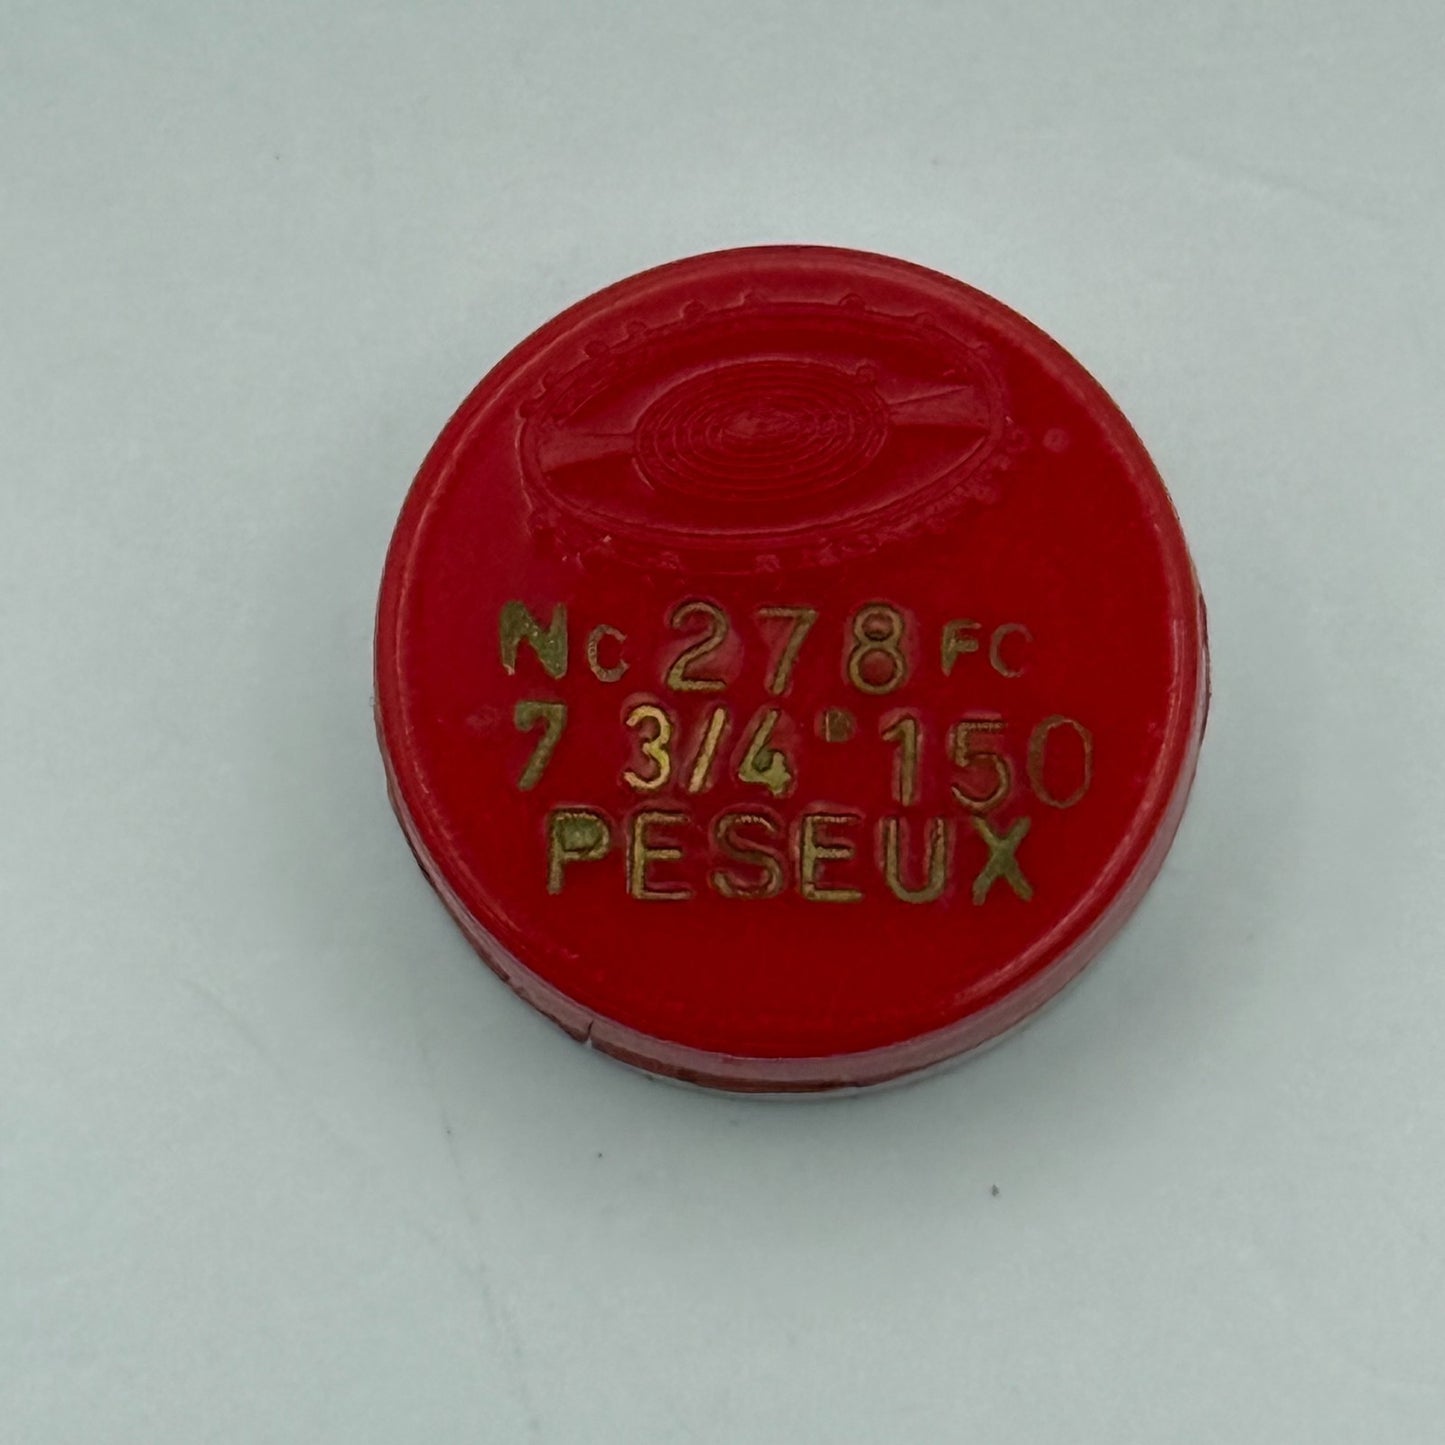 Nc 278 FC
7 3/4 " 150
PESEUX